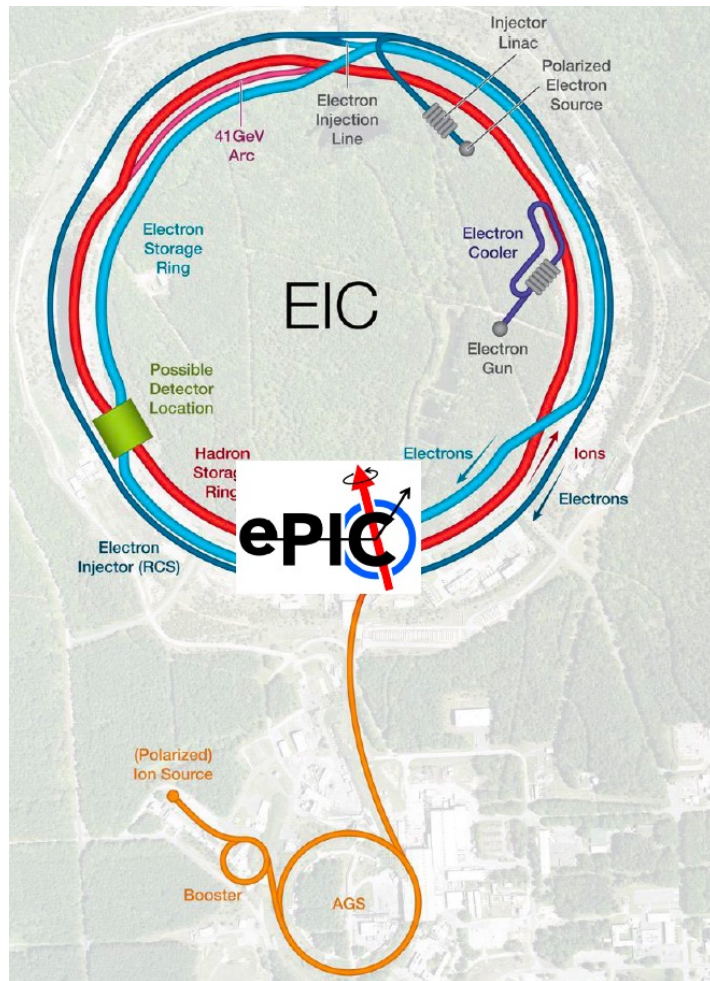 Injector
Linac
Polarized
Electron
Source
Electron
Injection
Line
41GeV
Arc
Electron
Storage
Ring
Electron
Cooler
EIC
Electron
Gun
Possible
Detector
Location
Hadron
Storage
Ring
Electrons
Ions
Electrons
ePIC
Electron
Injector (RCS)
(Polarized)
Ion Source
Booster
AGS